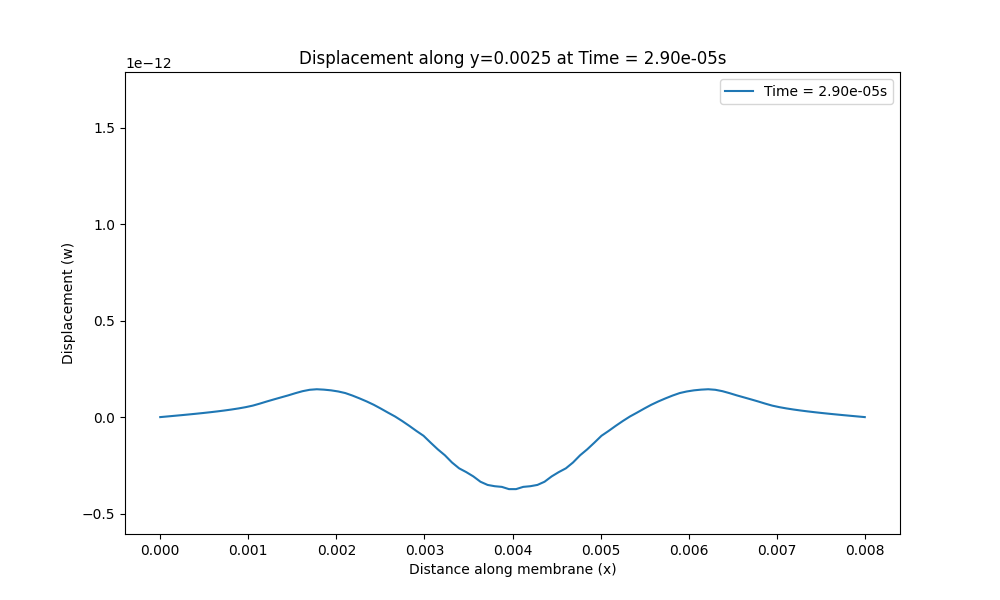 Displacement along y=0.0025 at Time = 2.90e-05s
1e−12
Time = 2.90e-05s
1.5
1.0
0.5
0.0
−0.5
Displacement (w)
0.000 0.001 0.002 0.003 0.004 0.005 0.006 0.007 0.008
Distance along membrane (x)